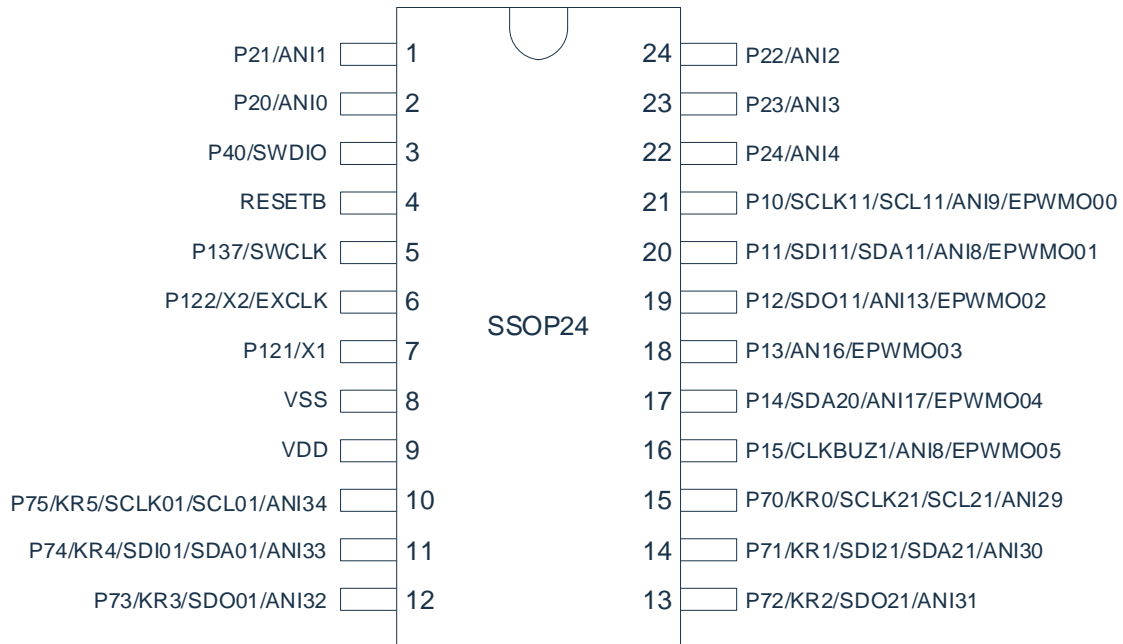 P21/ANI1 1 24 P22/ANI2
P20/ANI0 2 23 P23/ANI3
P40/SWDIO 3 22 P24/ANI4
RESETB 4 21 P10/SCLK11/SCL11/ANI9/EPWMO00
P137/SWCLK 5 20 P11/SDI11/SDA11/ANI8/EPWMO01
P122/X2/EXCLK 6 19 P12/SDO11/ANI13/EPWMO02
SSOP24
P121/X1 7 18 P13/AN16/EPWMO03
VSS 8 17 P14/SDA20/ANI17/EPWMO04
VDD 9 16 P15/CLKBUZ1/ANI8/EPWMO05
P75/KR5/SCLK01/SCL01/ANI34 10 15 P70/KR0/SCLK21/SCL21/ANI29
P74/KR4/SDI01/SDA01/ANI33 11 14 P71/KR1/SDI21/SDA21/ANI30
P73/KR3/SDO01/ANI32 12 13 P72/KR2/SDO21/ANI31